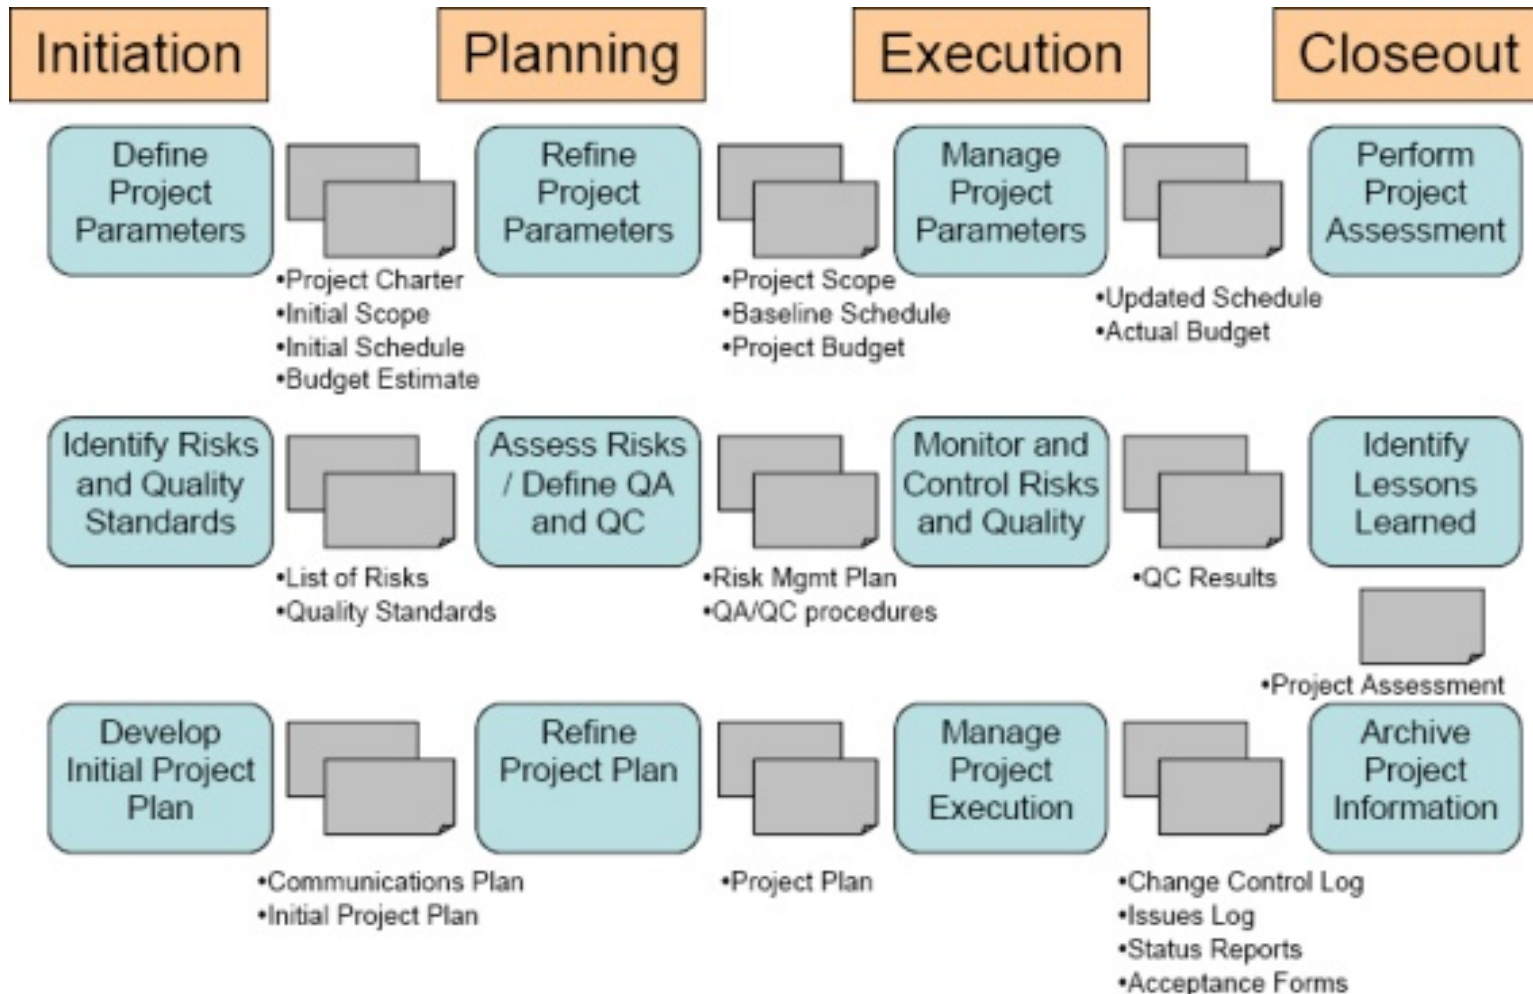 Initiation
Planning
Execution
Closeout
Define
Project
Parameters
•Project Charter
•Initial Scope
•Initial Schedule
•Budget Estimate
Refine
Project
Parameters
•Project Scope
•Baseline Schedule
•Project Budget
Manage
Project
Parameters
•Updated Schedule
•Actual Budget
Perform
Project
Assessment
Identify Risks
and Quality
Standards
•List of Risks
•Quality Standards
Assess Risks
/ Define QA
and QC
•Risk Mgmt Plan
•QA/QC procedures
Monitor and
Control Risks
and Quality
•QC Results
Identify
Lessons
Learned
•Project Assessment
Develop
Initial Project
Plan
•Communications Plan
•Initial Project Plan
Refine
Project Plan
•Project Plan
Manage
Project
Execution
•Change Control Log
•Issues Log
•Status Reports
•Acceptance Forms
Archive
Project
Information